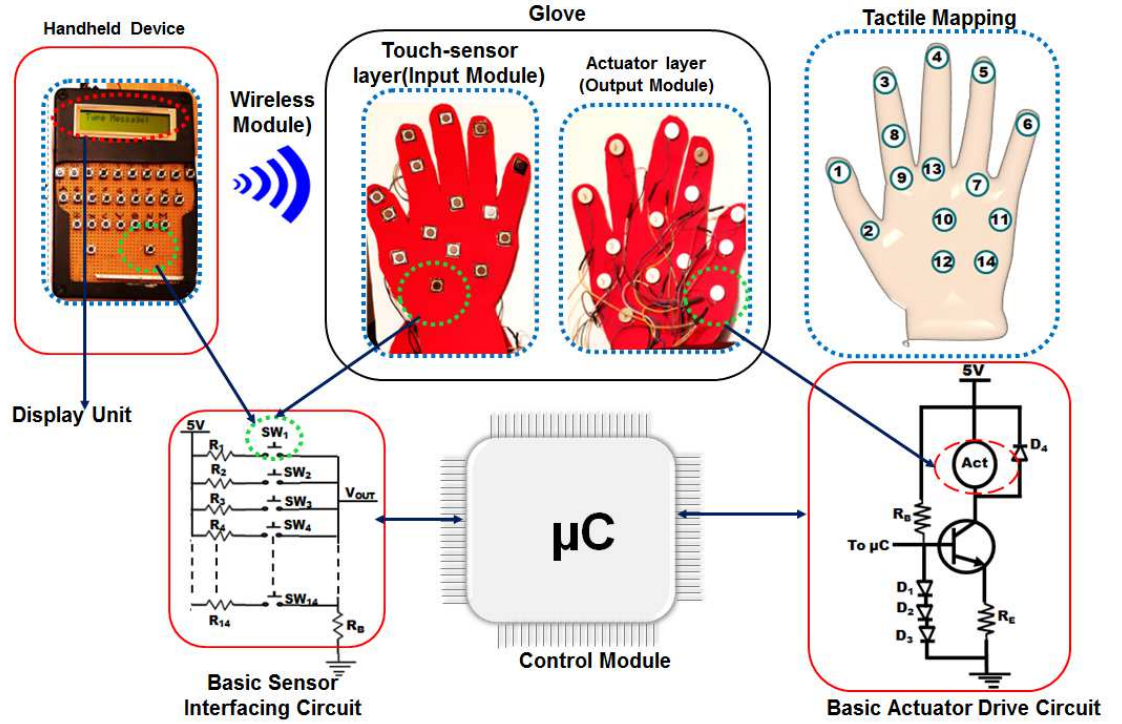 Handheld Device
Glove
Tactile Mapping
Touch-sensor
layer(Input Module)
Actuator layer
(Output Module)
Wireless
Module)
Display Unit
1
2
3
4
5
6
7
8
9
10
11
12
13
14
5V
R1
R2
R3
R4
R14
SW1
SW2
SW3
SW4
SW14
VOUT
RB
Basic Sensor
Interfacing Circuit
µC
Control Module
5V
Act
D4
RB
To µC
D1
D2
D3
RE
Basic Actuator Drive Circuit